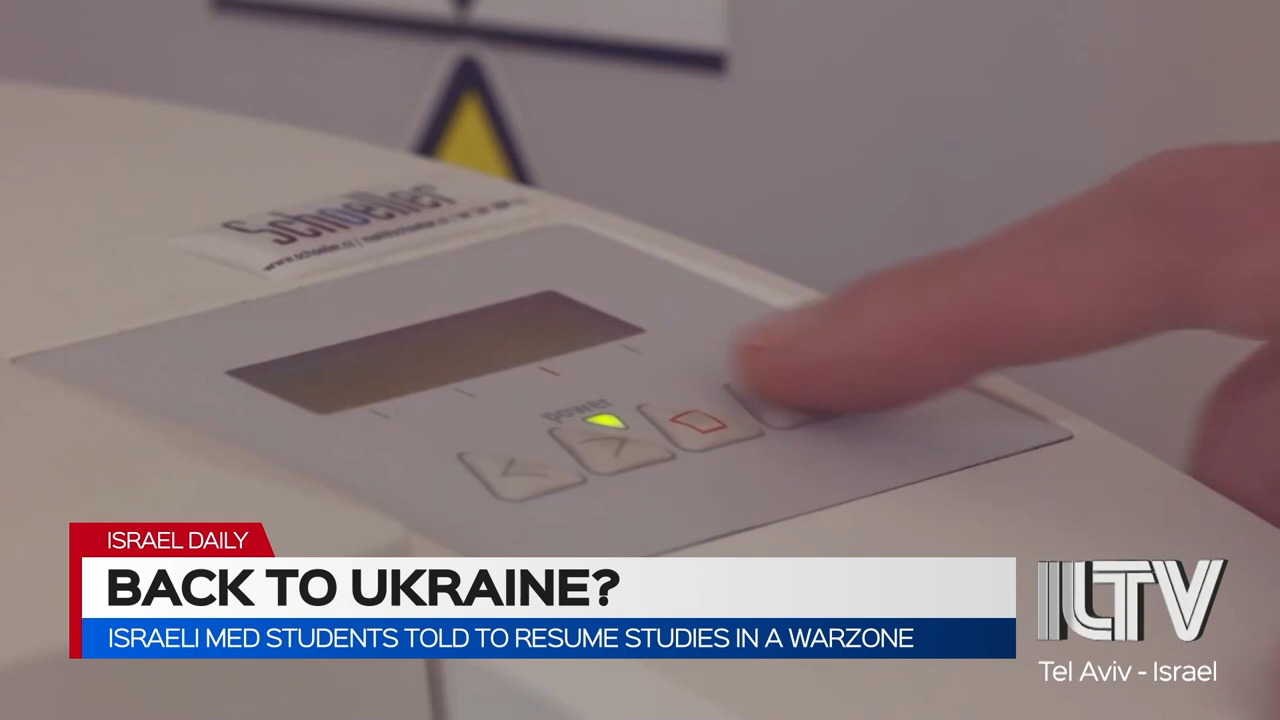 Schoeller
power
ISRAEL DAILY
BACK TO UKRAINE?
ISRAELI MED STUDENTS TOLD TO RESUME STUDIES IN A WARZONE
ILTV
Tel Aviv - Israel